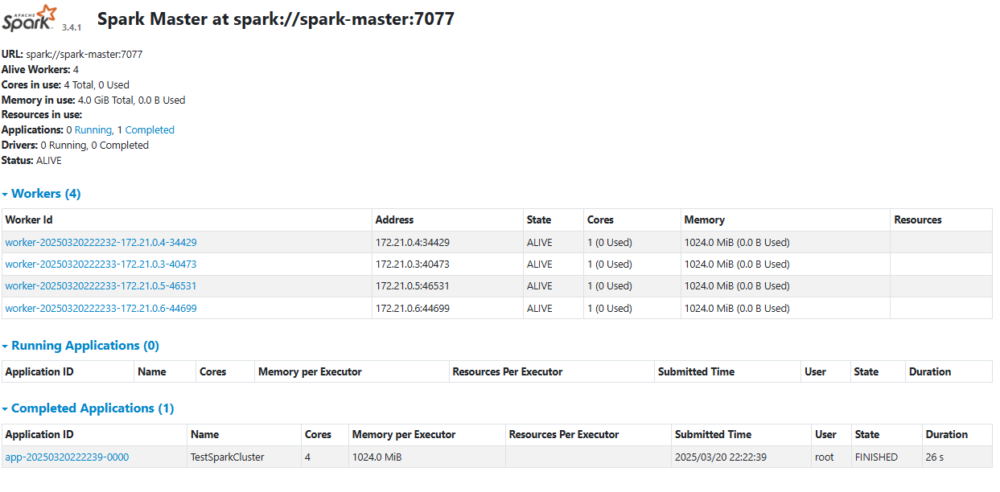 APACHE
Spark 3.4.1 Spark Master at spark://spark-master:7077
URL: spark://spark-master:7077
Alive Workers: 4
Cores in use: 4 Total, 0 Used
Memory in use: 4.0 GiB Total, 0.0 B Used
Resources in use:
Applications: 0 Running, 1 Completed
Drivers: 0 Running, 0 Completed
Status: ALIVE
Workers (4)
Worker Id Address State Cores Memory Resources
worker-20250320222232-172.21.0.4-34429 172.21.0.4:34429 ALIVE 1 (0 Used) 1024.0 MiB (0.0 B Used)
worker-20250320222233-172.21.0.3-40473 172.21.0.3:40473 ALIVE 1 (0 Used) 1024.0 MiB (0.0 B Used)
worker-20250320222233-172.21.0.5-46531 172.21.0.5:46531 ALIVE 1 (0 Used) 1024.0 MiB (0.0 B Used)
worker-20250320222233-172.21.0.6-44699 172.21.0.6:44699 ALIVE 1 (0 Used) 1024.0 MiB (0.0 B Used)
Running Applications (0)
Application ID Name Cores Memory per Executor Resources Per Executor Submitted Time User State Duration
Completed Applications (1)
Application ID Name Cores Memory per Executor Resources Per Executor Submitted Time User State Duration
app-20250320222239-0000 TestSparkCluster 4 1024.0 MiB 2025/03/20 22:22:39 root FINISHED 26 s